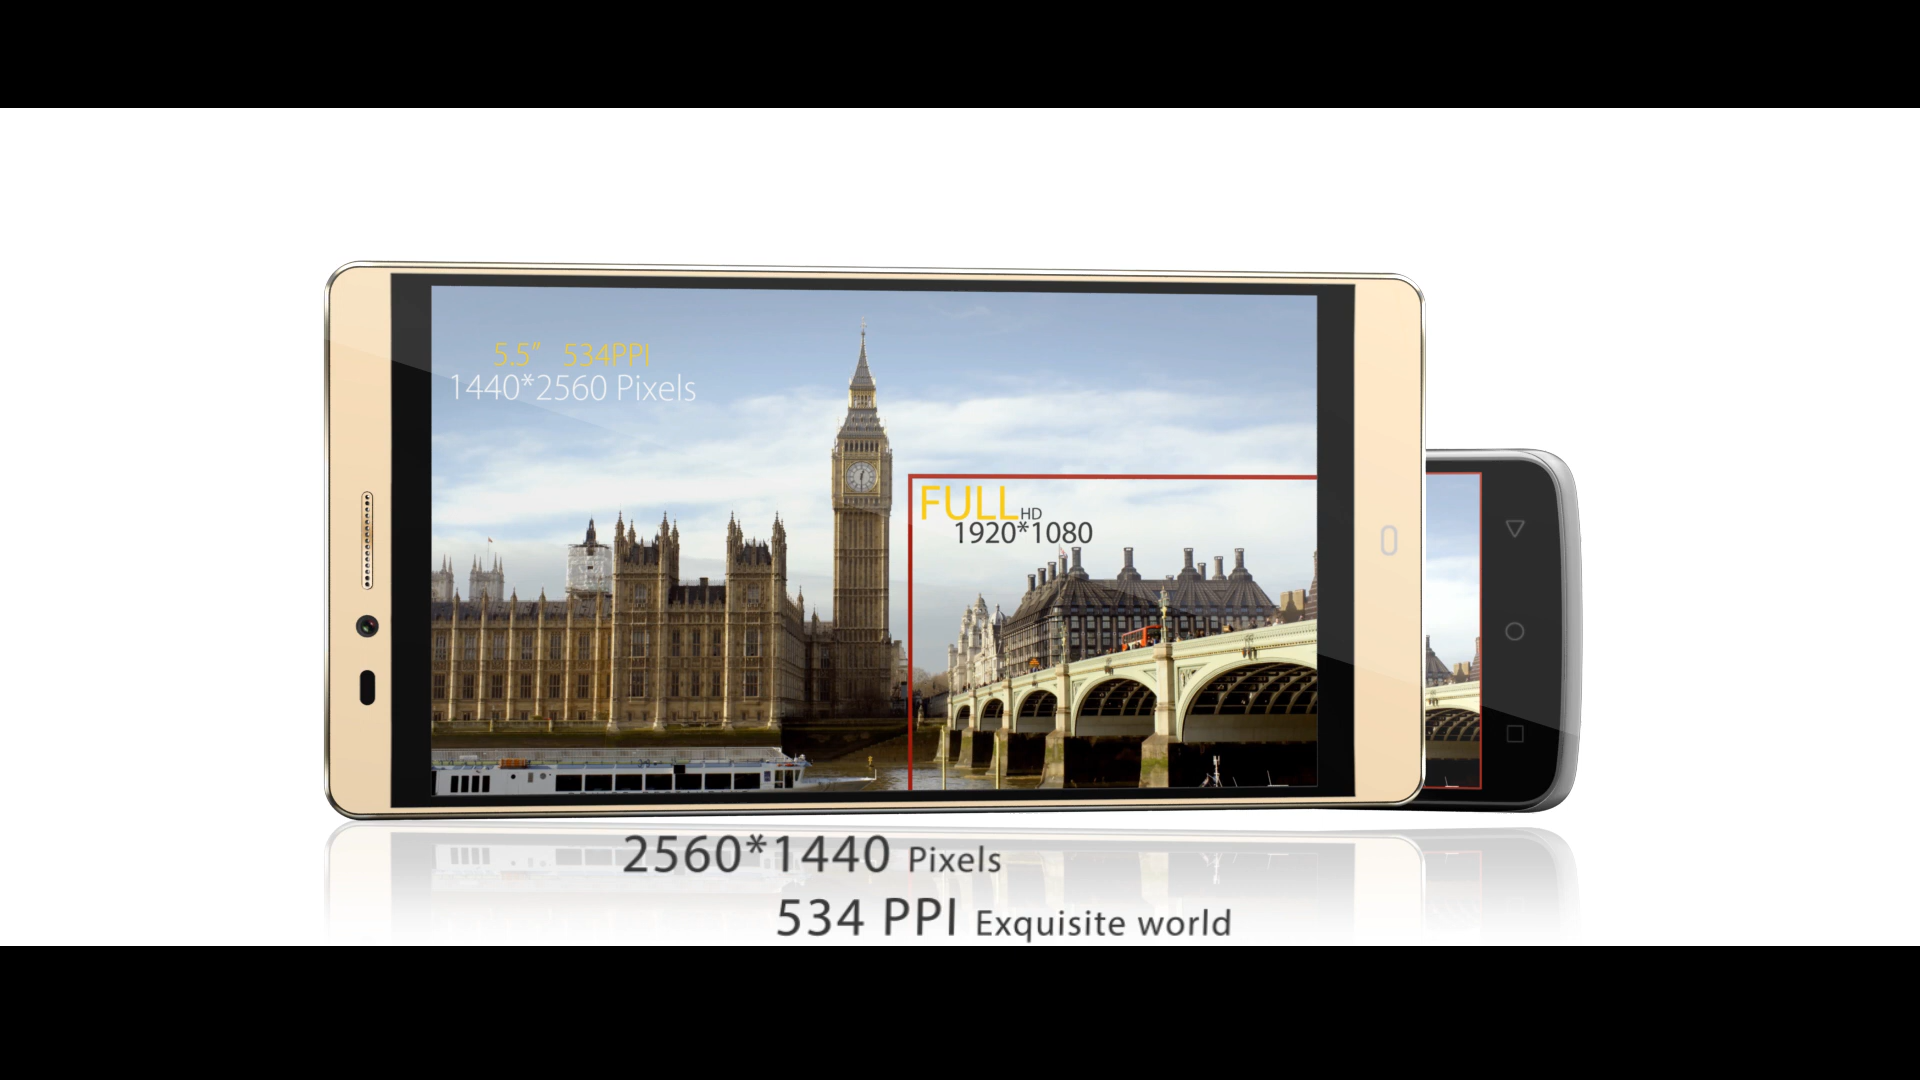 5.5” 534PPI
1440*2560 Pixels
FULL HD
1920*1080
2560*1440 Pixels
534 PPI Exquisite world